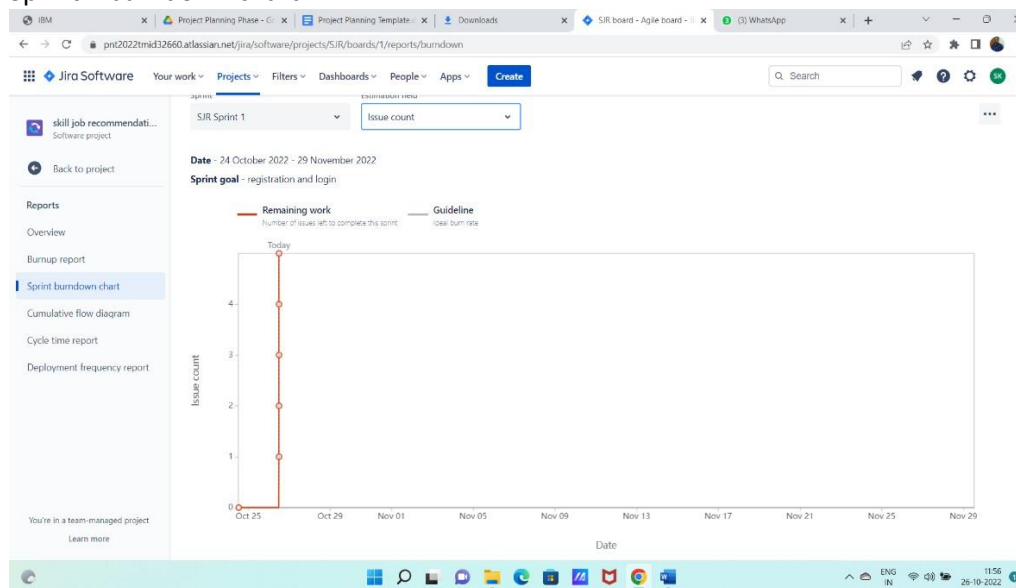 IBM
Project Planning Phase - G
Project Planning Template
Downloads
SJR board - Agile board - 
(3) WhatsApp
pnt2022tmid32660.atlassian.net/jira/software/projects/SJR/boards/1/reports/burndown
Jira Software
Your work
Projects
Filters
Dashboards
People
Apps
Create
Search
SK
skill job recommendati...
Software project
Back to project
Reports
Overview
Burnup report
Sprint burndown chart
Cumulative flow diagram
Cycle time report
Deployment frequency report
You're in a team-managed project
Learn more
Sprint
Estimation field
SJR Sprint 1
Issue count
Date - 24 October 2022 - 29 November 2022
Sprint goal - registration and login
Remaining work
Number of issues left to complete this sprint
Guideline
Ideal burn rate
Today
4
3
2
1
0
Issue count
Oct 25 Oct 29 Nov 01 Nov 05 Nov 09 Nov 13 Nov 17 Nov 21 Nov 25 Nov 29
Date
ENG
IN
11:56
26-10-2022